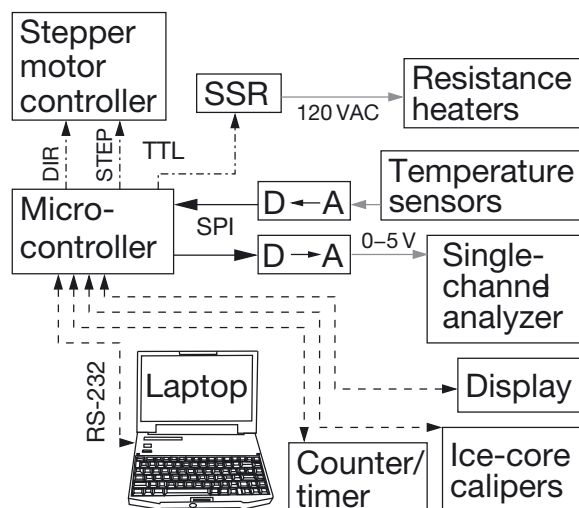 Stepper
motor
controller
SSR
120 VAC
Resistance
heaters
DIR
STEP
TTL
Micro-
controller
SPI
D A
Temperature
sensors
D A
0–5 V
Single-
channel
analyzer
RS-232
Laptop
Display
Counter/
timer
Ice-core
calipers